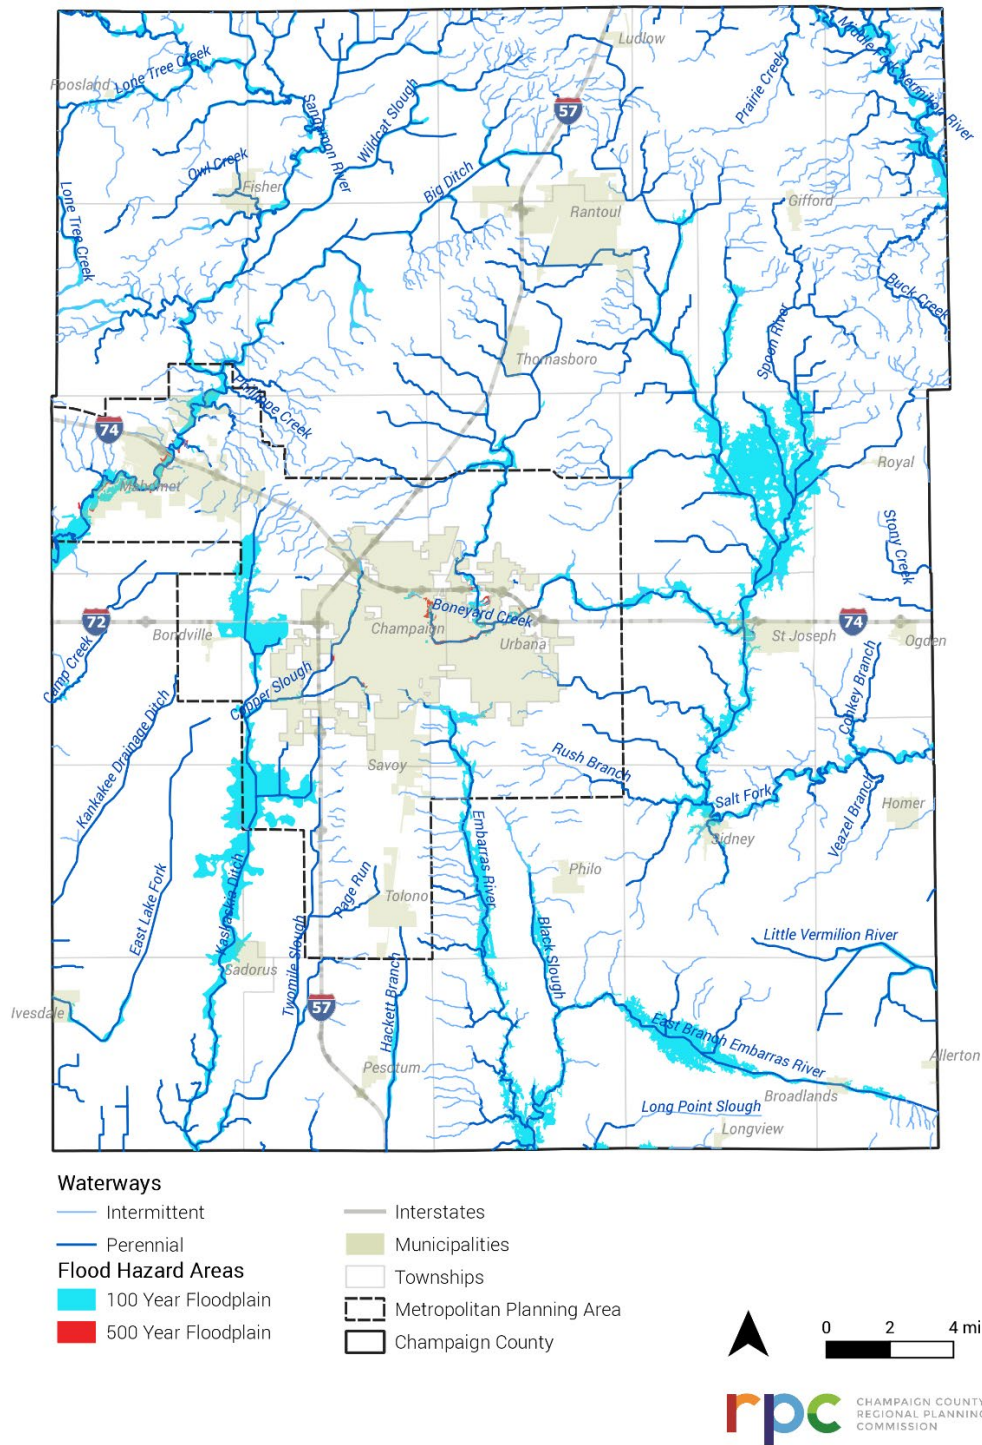 Ludlow
Middle Fork Vermilion River
Foosland
Lone Tree Creek
Prairie Creek
57
Sangamon River
Wildcat Slough
Owl Creek
Big Ditch
Fisher
Lone Tree Creek
Rantoul
Gifford
Buck Creek
Spoon River
Thomasboro
Phillippe Creek
74
Royal
Mahomet
Stony Creek
Boneyard Creek
72
Bondville
Champaign
Urbana
St Joseph
74
Ogden
Camp Creek
Copper Slough
Conkey Branch
Kankakee Drainage Ditch
Savoy
Rush Branch
Salt Fork
Homer
Veazel Branch
Sidney
Embarras River
Philo
Page Run
Tolono
East Lake Fork
Kaskaskia Ditch
Black Slough
Little Vermilion River
Sadorus
Twomile Slough
Hackett Branch
Ivesdale
57
East Branch Embarras River
Pesotum
Allerton
Broadlands
Long Point Slough
Longview
Waterways
Intermittent
Perennial
Flood Hazard Areas
100 Year Floodplain
500 Year Floodplain
Interstates
Municipalities
Townships
Metropolitan Planning Area
Champaign County
0 2 4 mi
rpc
CHAMPAIGN COUNTY
REGIONAL PLANNING
COMMISSION